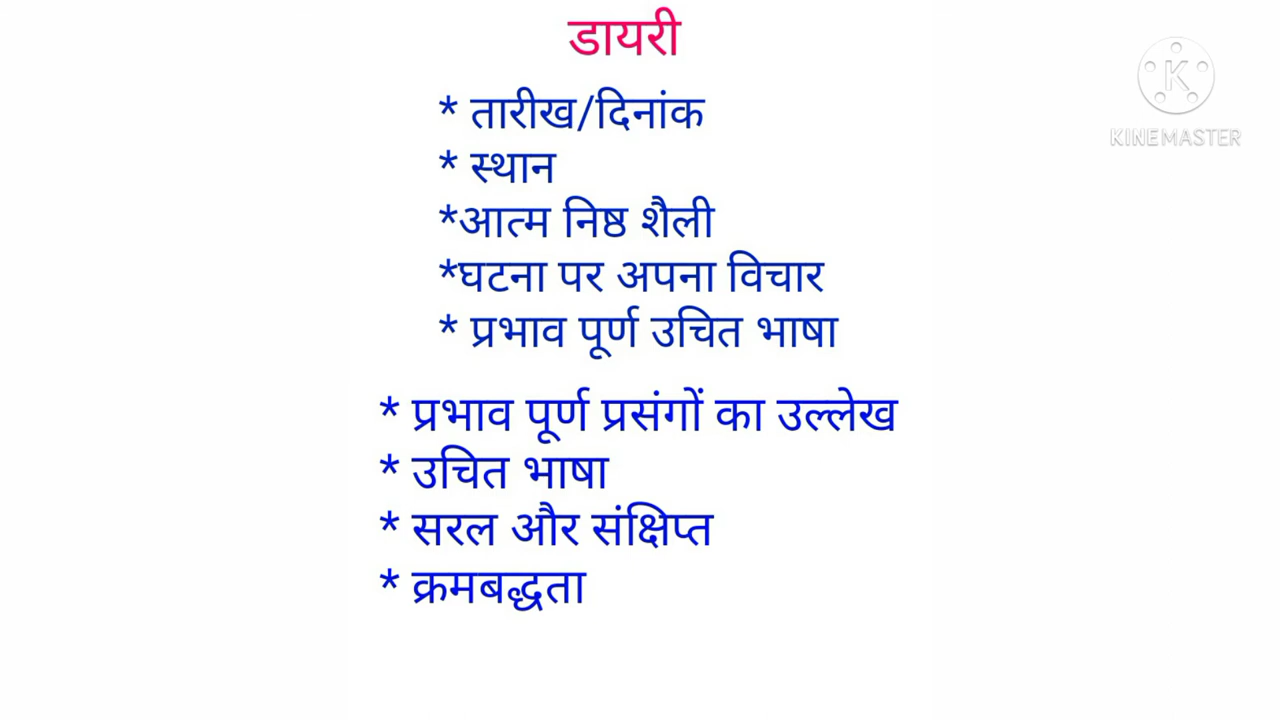 डायरी
* तारीख/दिनांक
* स्थान
*आत्म निष्ठ शैली
*घटना पर अपना विचार
* प्रभाव पूर्ण उचित भाषा
* प्रभाव पूर्ण प्रसंगों का उल्लेख
* उचित भाषा
* सरल और संक्षिप्त
* क्रमबद्धता
K
KINEMASTER